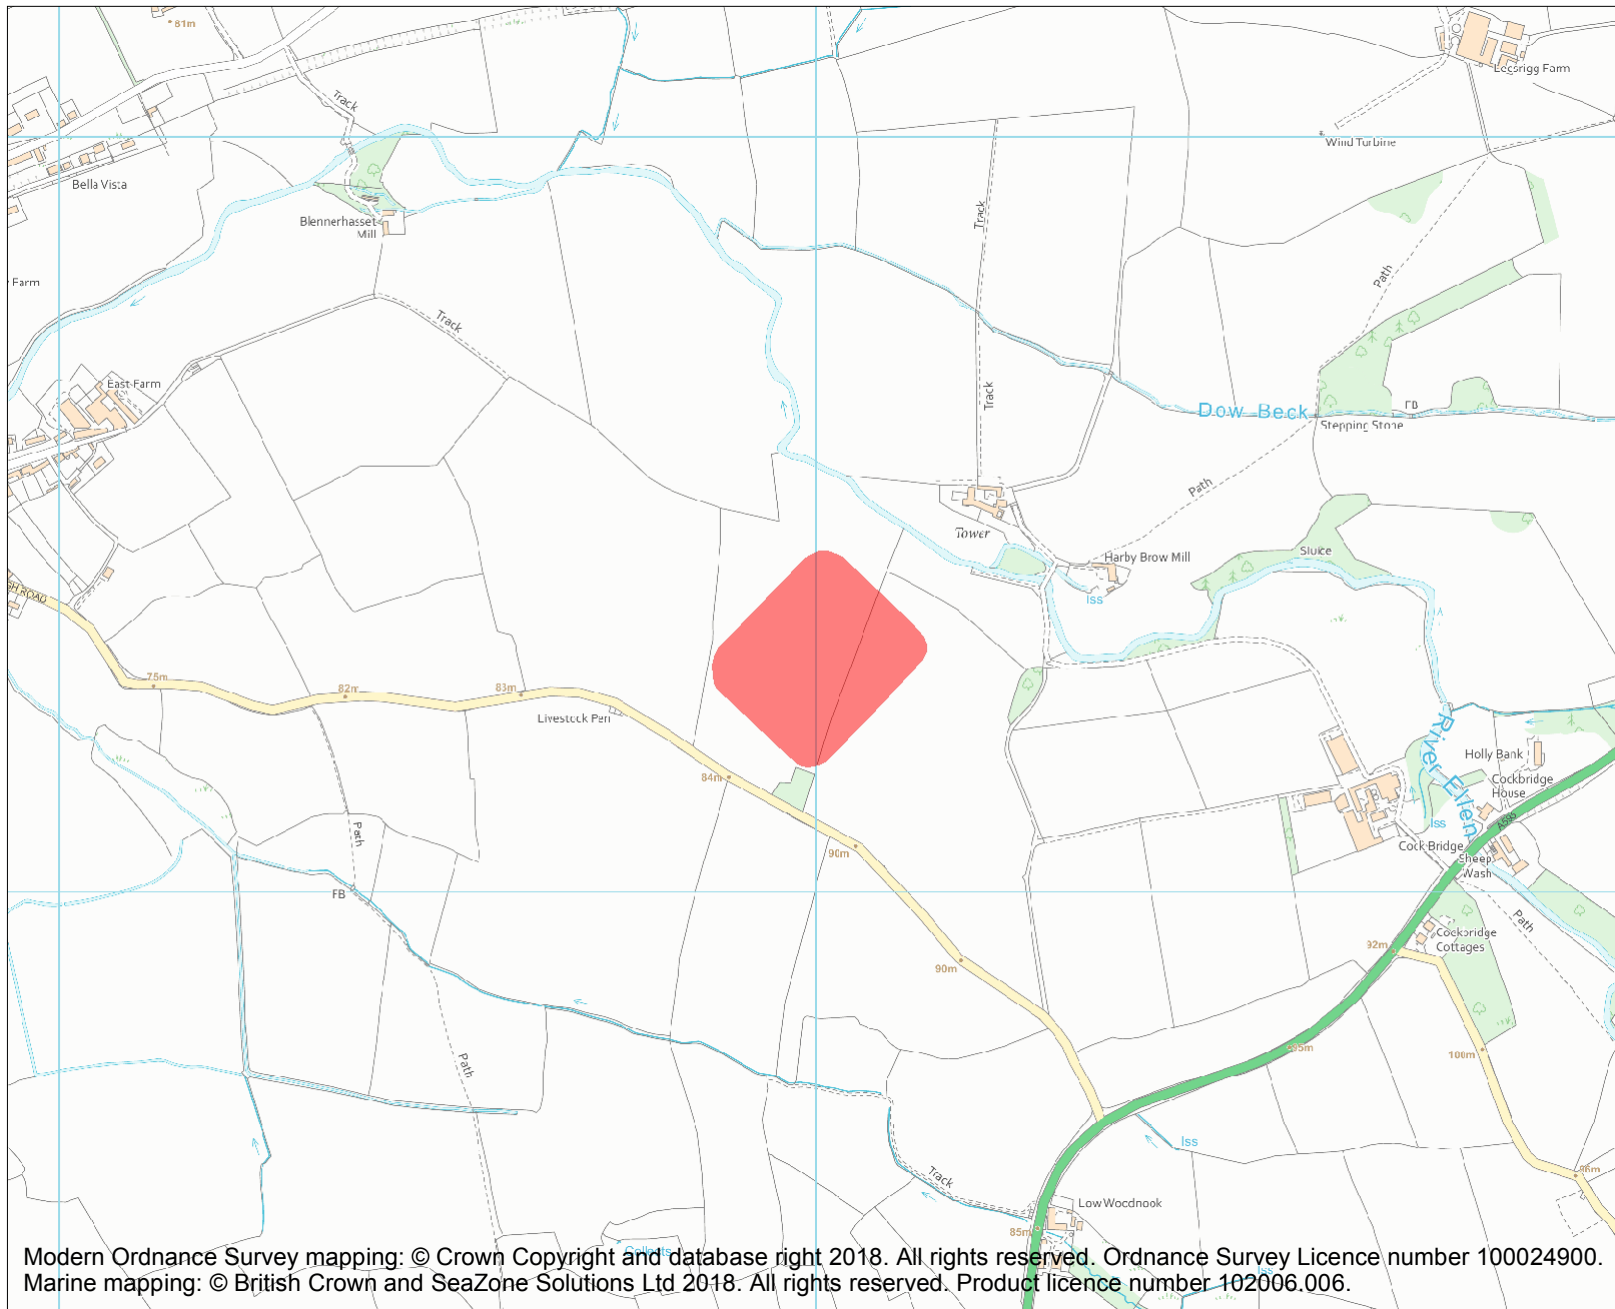 81m
Leesrigg Farm
Track
Wind Turbine
Bella Vista
Blennerhasset
Mill
Track
Path
Farm
Track
East Farm
Track
Dow Beck
FB
Stepping Stone
Path
Tower
Sluice
Harby Brow Mill
Iss
GH ROAD
75m
82m
83m
Livestock Pen
River Ellen
Holly Bank
84m
Cockbridge
House
Iss
A595
Path
90m
Cock Bridge
Sheep
Wash
FB
Path
Cockbridge
Cottages
92m
90m
95m
100m
Path
Iss
Track
96m
Low Woodnook
85m
Collects
Iss
Modern Ordnance Survey mapping: © Crown Copyright and database right 2018. All rights reserved. Ordnance Survey Licence number 100024900.
Marine mapping: © British Crown and SeaZone Solutions Ltd 2018. All rights reserved. Product licence number 102006.006.